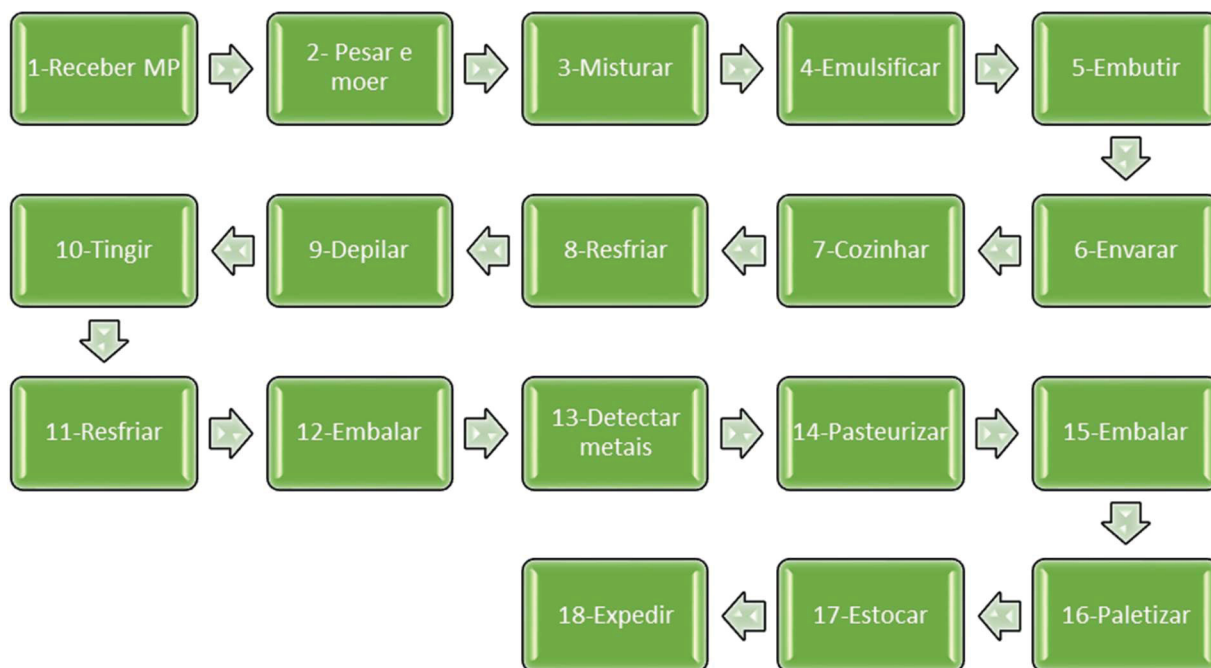 1-Receber MP
2- Pesar e
moer
3-Misturar
4-Emulsificar
5-Embutir
6-Envarar
7-Cozinhar
8-Resfriar
9-Depilar
10-Tingir
11-Resfriar
12-Embalar
13-Detectar
metais
14-Pasteurizar
15-Embalar
16-Paletizar
17-Estocar
18-Expedir